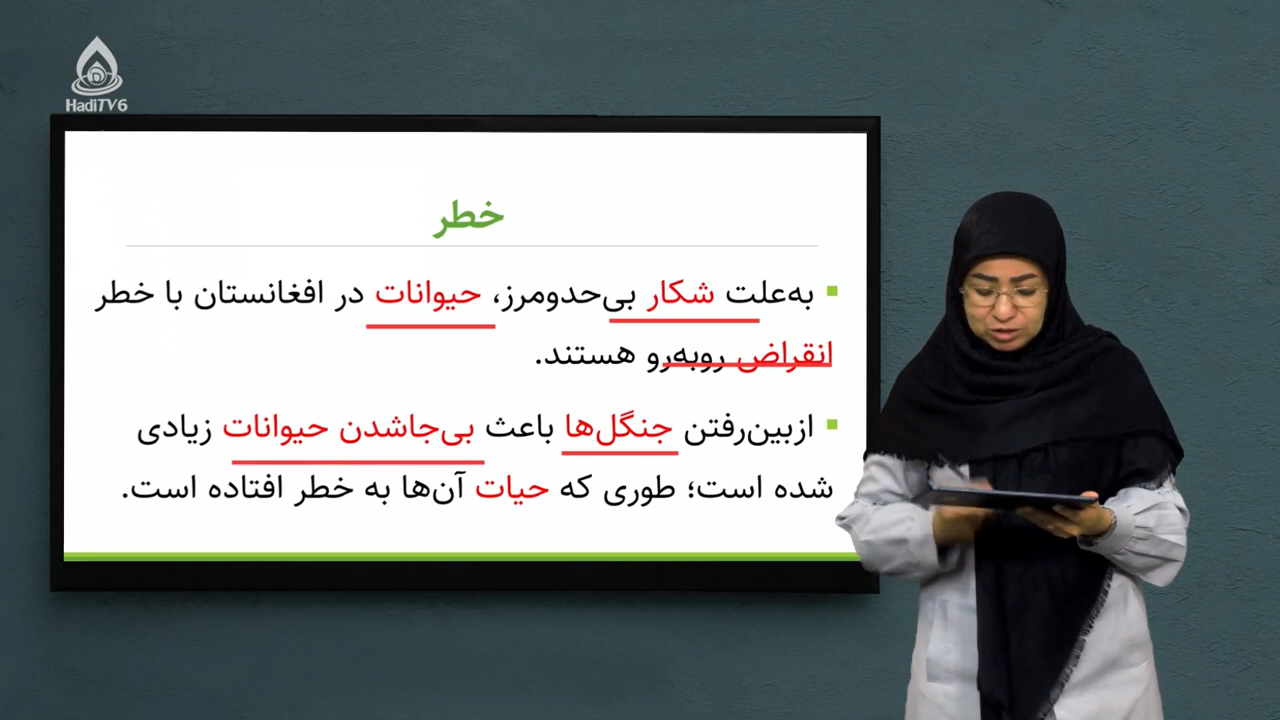 HadiTV6
خطر
به‌علت شکار بی‌حدومرز، حیوانات در افغانستان با خطر
انقراض روبه‌رو هستند.
ازبین‌رفتن جنگل‌ها باعث بی‌جاشدن حیوانات زیادی
شده است؛ طوری که حیات آن‌ها به خطر افتاده است.